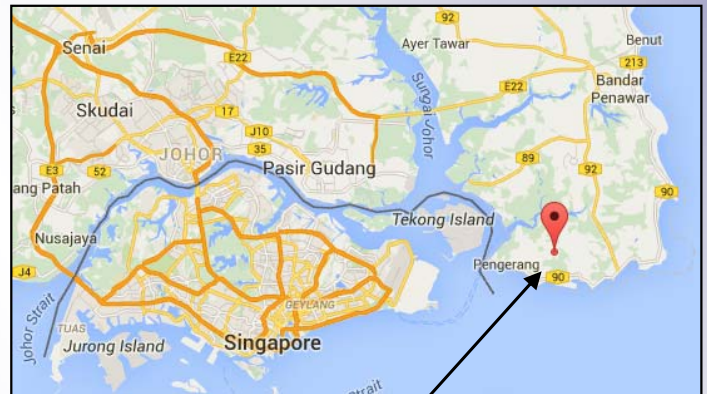 92
Senai
Ayer Tawar
Benut
E22
213
Sungai Johor
E22
Bandar
Penawar
Skudai
17
J10
JOHOR
35
Pasir Gudang
89
92
E3
52
ang Patah
90
Tekong Island
Nusajaya
Pengerang
90
J4
Johor Strait
GEYLANG
TUAS
Jurong Island
Singapore
Strait